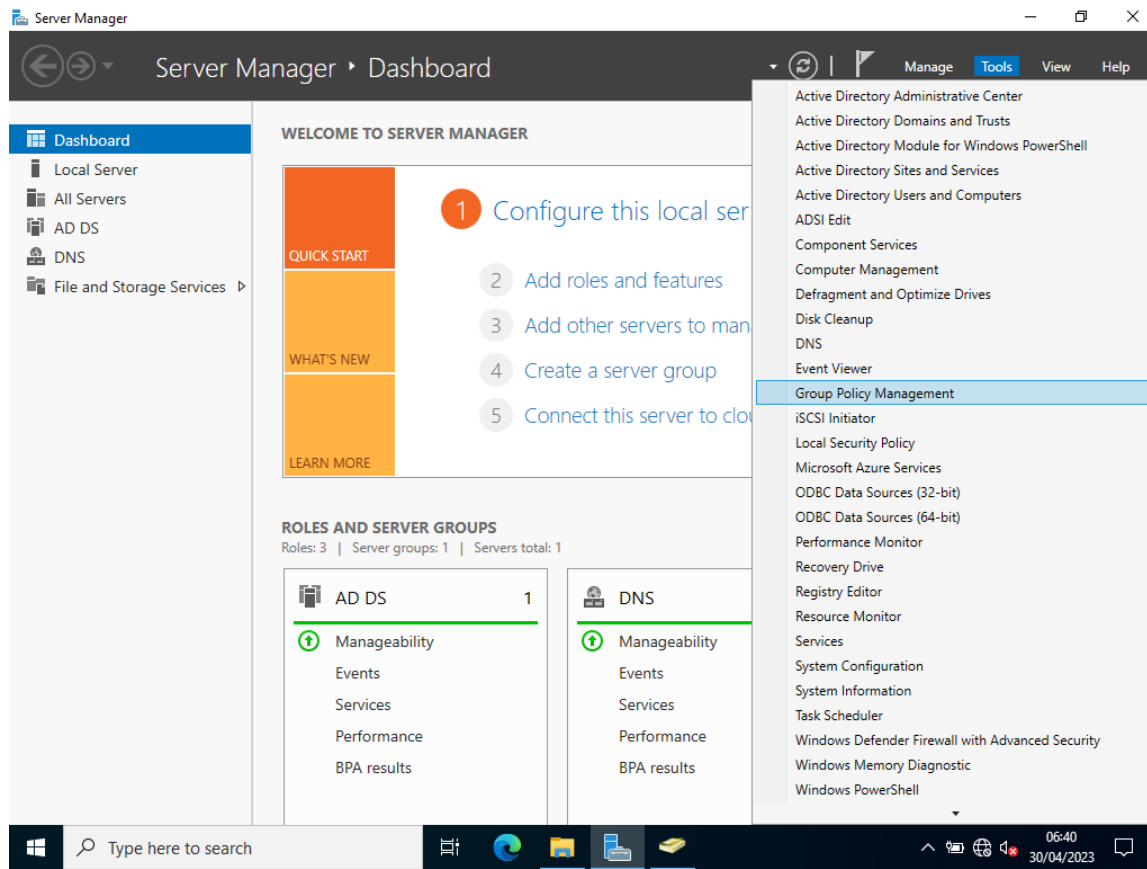 Server Manager
Server Manager • Dashboard
Manage Tools View Help
Dashboard
Local Server
All Servers
AD DS
DNS
File and Storage Services
WELCOME TO SERVER MANAGER
QUICK START
WHAT'S NEW
LEARN MORE
1 Configure this local ser
2 Add roles and features
3 Add other servers to man
4 Create a server group
5 Connect this server to clou
ROLES AND SERVER GROUPS
Roles: 3 | Server groups: 1 | Servers total: 1
AD DS 1
Manageability
Events
Services
Performance
BPA results
DNS
Manageability
Events
Services
Performance
BPA results
Active Directory Administrative Center
Active Directory Domains and Trusts
Active Directory Module for Windows PowerShell
Active Directory Sites and Services
Active Directory Users and Computers
ADSI Edit
Component Services
Computer Management
Defragment and Optimize Drives
Disk Cleanup
DNS
Event Viewer
Group Policy Management
iSCSI Initiator
Local Security Policy
Microsoft Azure Services
ODBC Data Sources (32-bit)
ODBC Data Sources (64-bit)
Performance Monitor
Recovery Drive
Registry Editor
Resource Monitor
Services
System Configuration
System Information
Task Scheduler
Windows Defender Firewall with Advanced Security
Windows Memory Diagnostic
Windows PowerShell
Type here to search
06:40
30/04/2023